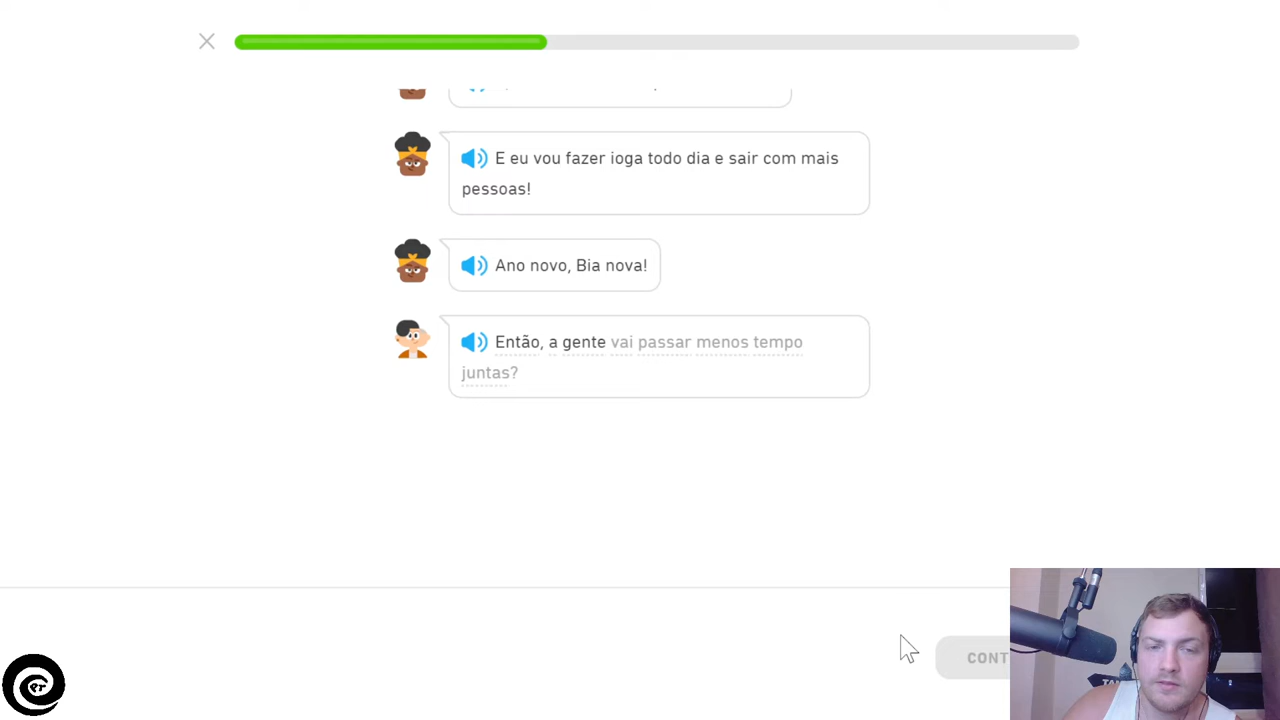 E eu vou fazer ioga todo dia e sair com mais
pessoas!
Ano novo, Bia nova!
Então, a gente vai passar menos tempo
juntas?
CONT